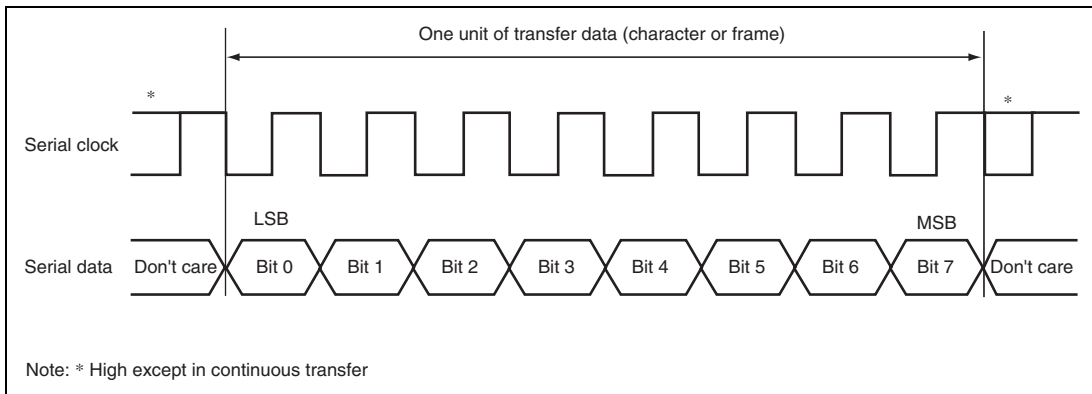 One unit of transfer data (character or frame)
*
*
Serial clock
LSB
MSB
Serial data
Don't care
Bit 0
Bit 1
Bit 2
Bit 3
Bit 4
Bit 5
Bit 6
Bit 7
Don't care
Note: * High except in continuous transfer